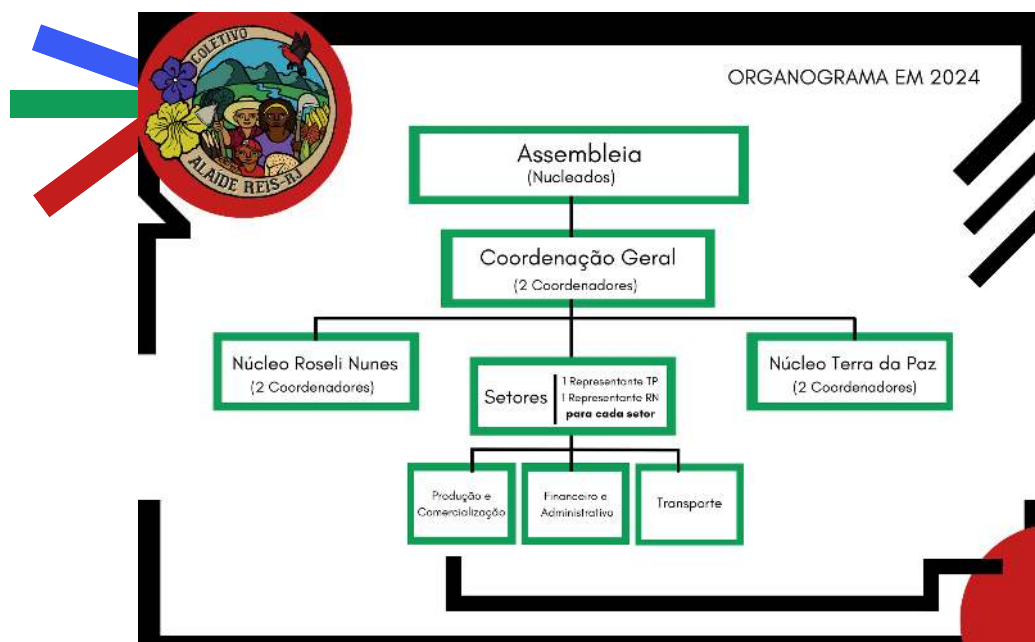 COLETIVO
ALAIDE REIS-RJ
ORGANOGRAMA EM 2024
Assembleia
(Nucleados)
Coordenação Geral
(2 Coordenadores)
Núcleo Roseli Nunes
(2 Coordenadores)
Setores
1 Representante TP
1 Representante RN
para cada setor
Núcleo Terra da Paz
(2 Coordenadores)
Produção e
Comercialização
Financeiro e
Administrativo
Transporte